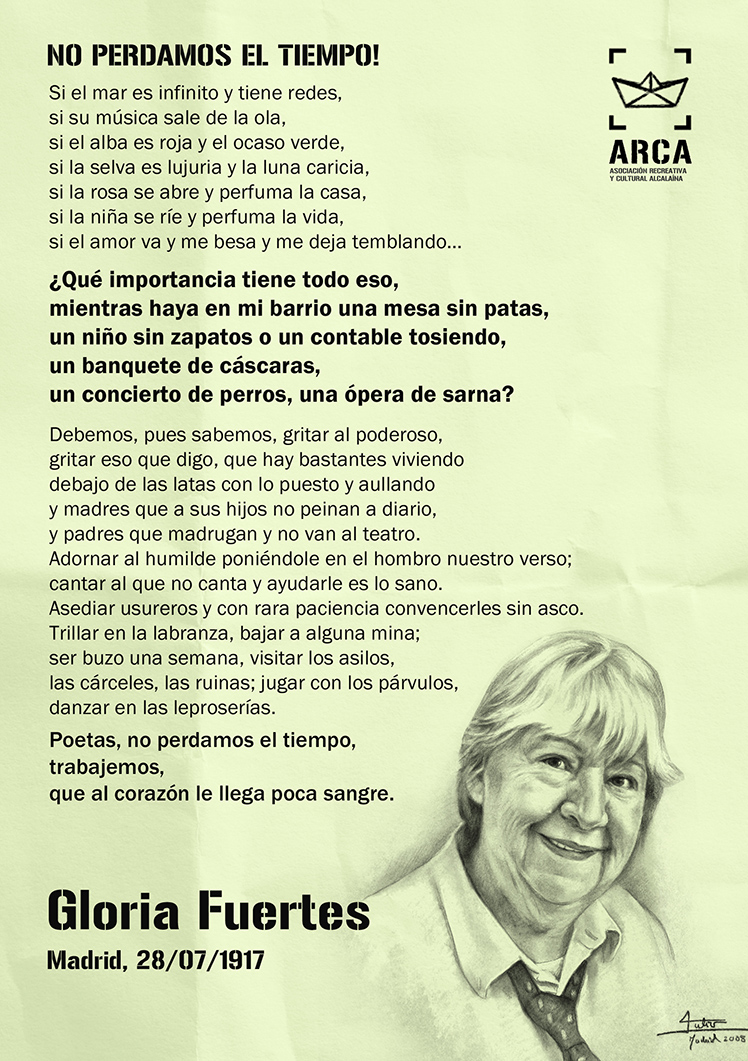 NO PERDAMOS EL TIEMPO!
Si el mar es infinito y tiene redes,
si su música sale de la ola,
si el alba es roja y el ocaso verde,
si la selva es lujuria y la luna caricia,
si la rosa se abre y perfuma la casa,
si la niña se ríe y perfuma la vida,
si el amor va y me besa y me deja temblando...
¿Qué importancia tiene todo eso,
mientras haya en mi barrio una mesa sin patas,
un niño sin zapatos o un contable tosiendo,
un banquete de cáscaras,
un concierto de perros, una ópera de sarna?
Debemos, pues sabemos, gritar al poderoso,
gritar eso que digo, que hay bastantes viviendo
debajo de las latas con lo puesto y aullando
y madres que a sus hijos no peinan a diario,
y padres que madrugan y no van al teatro.
Adornar al humilde poniéndole en el hombro nuestro verso;
cantar al que no canta y ayudarle es lo sano.
Asediar usureros y con rara paciencia convencerles sin asco.
Trillar en la labranza, bajar a alguna mina;
ser buzo una semana, visitar los asilos,
las cárceles, las ruinas; jugar con los párvulos,
danzar en las leproserías.
Poetas, no perdamos el tiempo,
trabajemos,
que al corazón le llega poca sangre.
Gloria Fuertes
Madrid, 28/07/1917
ARCA
ASOCIACIÓN RECREATIVA
Y CULTURAL ALCALAÍNA
Madrid 2008